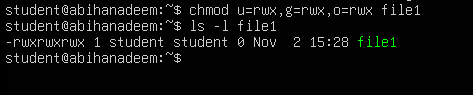 student@abihanadeem:~$ chmod u=rwx,g=rwx,o=rwx file1
student@abihanadeem:~$ ls -l file1
-rwxrwxrwx 1 student student 0 Nov  2 15:28 file1
student@abihanadeem:~$